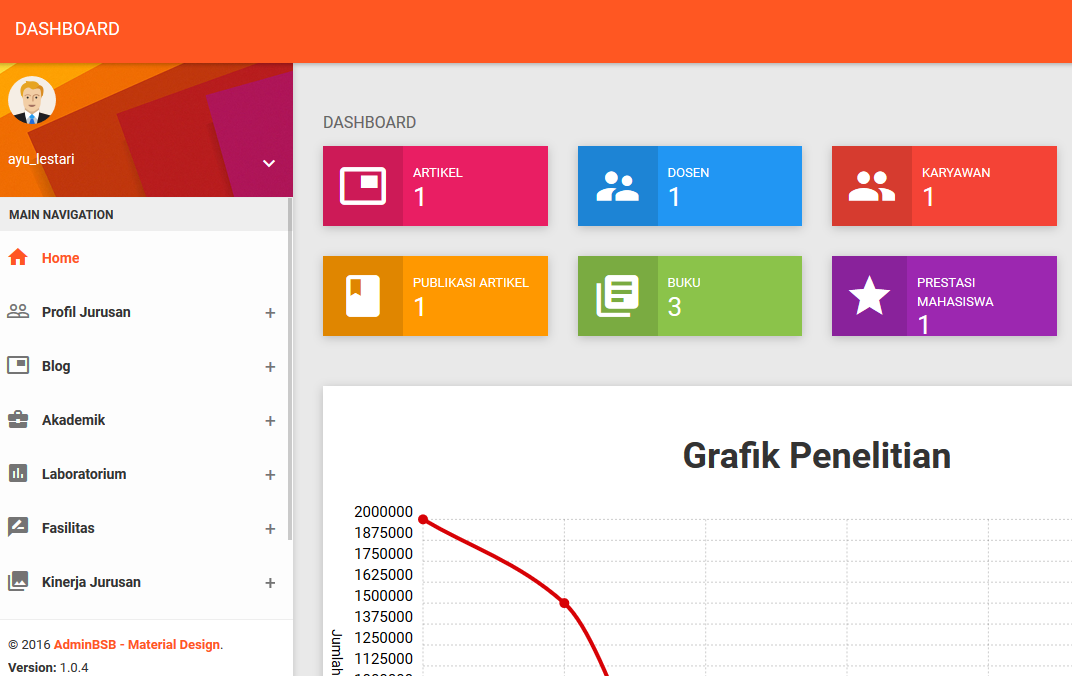 DASHBOARD
ayu_lestari
MAIN NAVIGATION
Home
Profil Jurusan +
Blog +
Akademik +
Laboratorium +
Fasilitas +
Kinerja Jurusan +
© 2016 AdminBSB - Material Design.
Version: 1.0.4
DASHBOARD
ARTIKEL
1
DOSEN
1
KARYAWAN
1
PUBLIKASI ARTIKEL
1
BUKU
3
PRESTASI
MAHASISWA
1
Grafik Penelitian
2000000
1875000
1750000
1625000
1500000
1375000
1250000
1125000
Jumlah